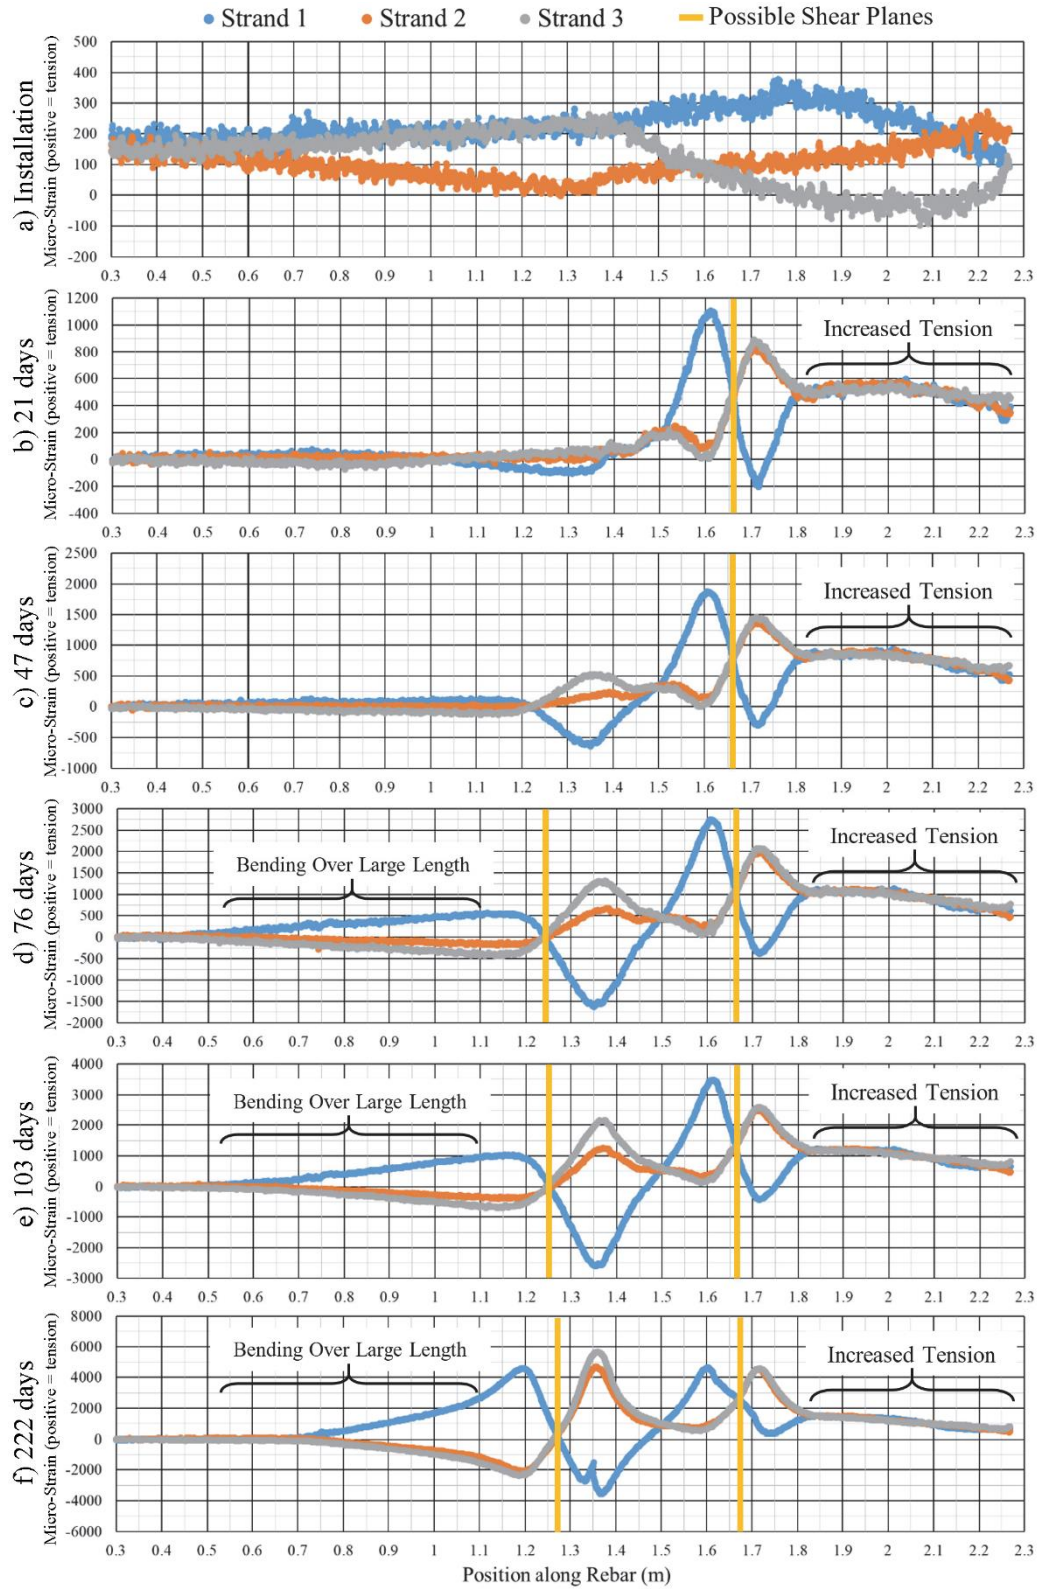 Strand 1 Strand 2 Strand 3 Possible Shear Planes
a) Installation
Micro-Strain (positive = tension)
500
400
300
200
100
0
-100
-200
0.3 0.4 0.5 0.6 0.7 0.8 0.9 1 1.1 1.2 1.3 1.4 1.5 1.6 1.7 1.8 1.9 2 2.1 2.2 2.3
b) 21 days
Micro-Strain (positive = tension)
1200
1000
800
600
400
200
0
-200
-400
Increased Tension
0.3 0.4 0.5 0.6 0.7 0.8 0.9 1 1.1 1.2 1.3 1.4 1.5 1.6 1.7 1.8 1.9 2 2.1 2.2 2.3
c) 47 days
Micro-Strain (positive = tension)
2500
2000
1500
1000
500
0
-500
-1000
Increased Tension
0.3 0.4 0.5 0.6 0.7 0.8 0.9 1 1.1 1.2 1.3 1.4 1.5 1.6 1.7 1.8 1.9 2 2.1 2.2 2.3
d) 76 days
Micro-Strain (positive = tension)
3000
2500
2000
1500
1000
500
0
-500
-1000
-1500
-2000
Bending Over Large Length
Increased Tension
0.3 0.4 0.5 0.6 0.7 0.8 0.9 1 1.1 1.2 1.3 1.4 1.5 1.6 1.7 1.8 1.9 2 2.1 2.2 2.3
e) 103 days
Micro-Strain (positive = tension)
4000
3000
2000
1000
0
-1000
-2000
-3000
Bending Over Large Length
Increased Tension
0.3 0.4 0.5 0.6 0.7 0.8 0.9 1 1.1 1.2 1.3 1.4 1.5 1.6 1.7 1.8 1.9 2 2.1 2.2 2.3
f) 222 days
Micro-Strain (positive = tension)
8000
6000
4000
2000
0
-2000
-4000
-6000
Bending Over Large Length
Increased Tension
0.3 0.4 0.5 0.6 0.7 0.8 0.9 1 1.1 1.2 1.3 1.4 1.5 1.6 1.7 1.8 1.9 2 2.1 2.2 2.3
Position along Rebar (m)